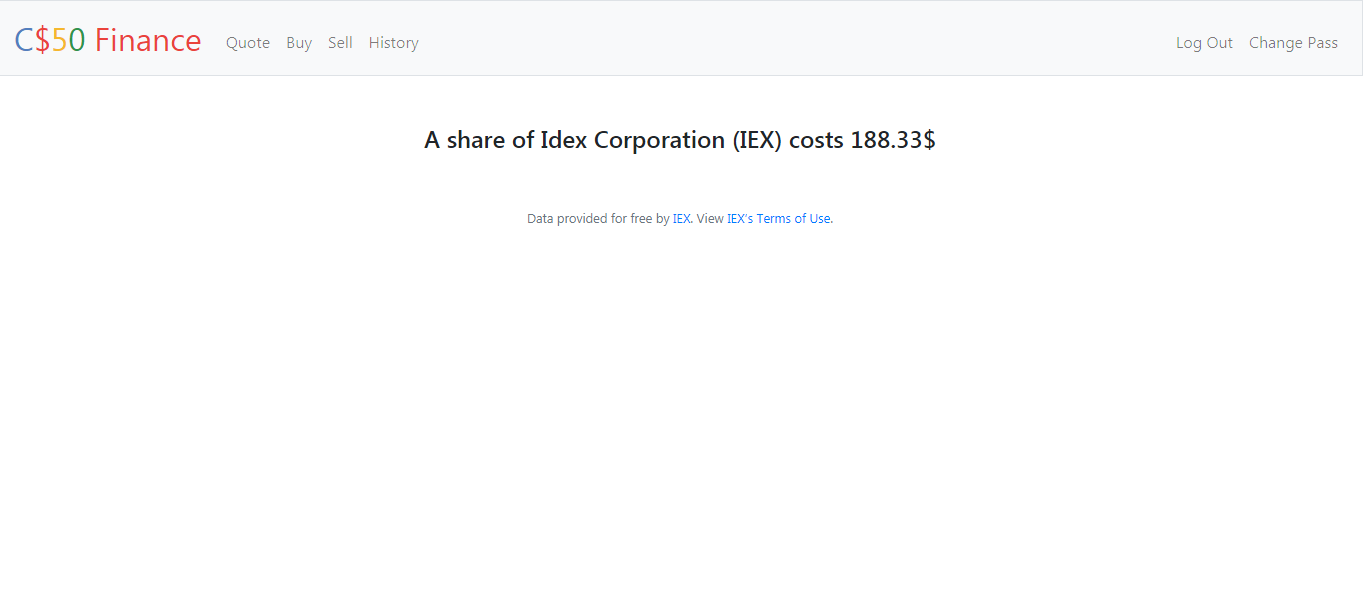 C$50 Finance Quote Buy Sell History Log Out Change Pass
A share of Idex Corporation (IEX) costs 188.33$
Data provided for free by IEX. View IEX's Terms of Use.